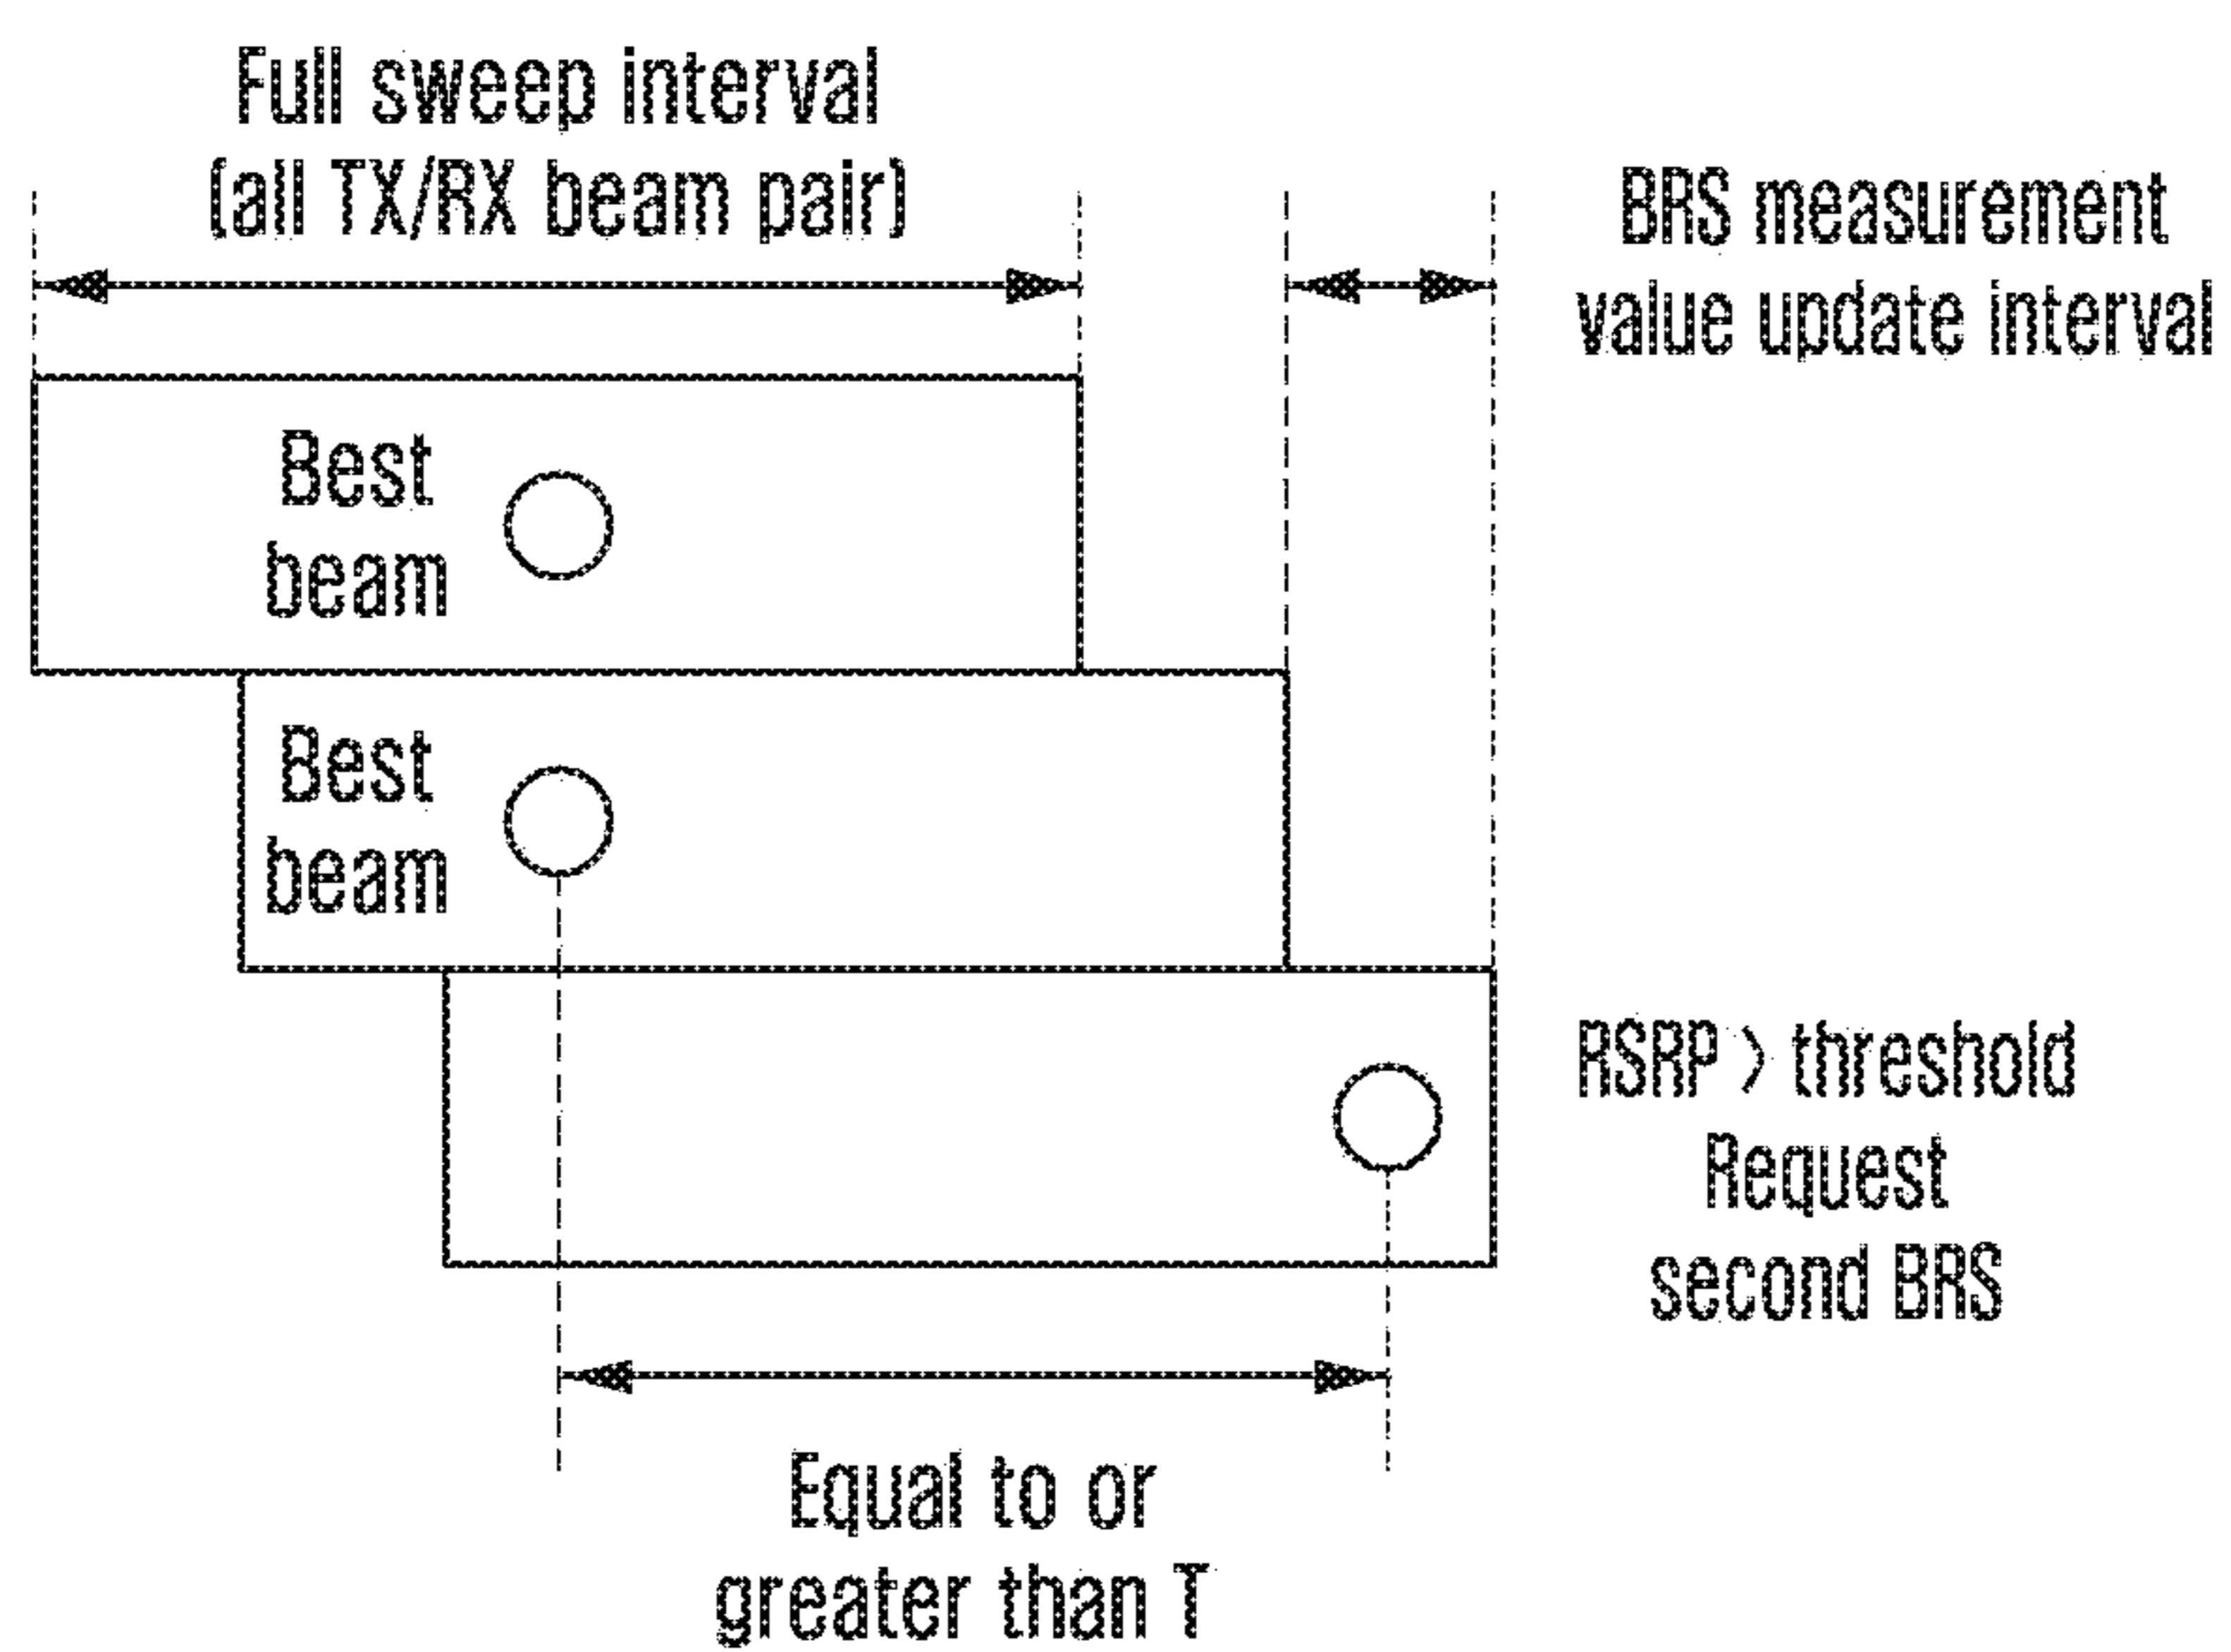 Full sweep interval
(all TX/RX beam pair)
BRS measurement
value update interval
Best
beam
Best
beam
RSRP > threshold
Request
second BRS
Equal to or
greater than T